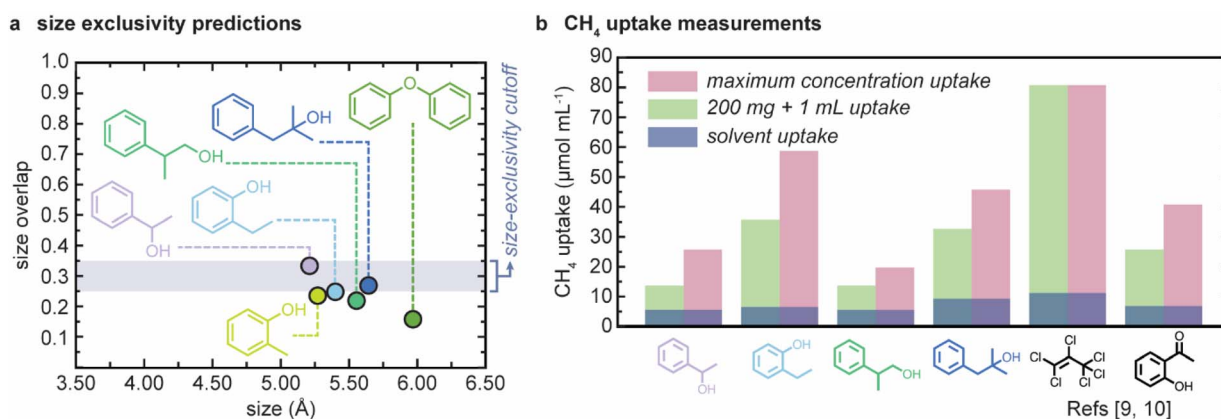 a size exclusivity predictions
1.0
0.9
0.8
0.7
0.6
0.5
0.4
0.3
0.2
0.1
size overlap
3.50 4.00 4.50 5.00 5.50 6.00 6.50
size (Å)
O
OH
OH
HO
OH
OH
size-exclusivity cutoff
b CH₄ uptake measurements
90
80
70
60
50
40
30
20
10
0
CH₄ uptake (µmol mL⁻¹)
maximum concentration uptake
200 mg + 1 mL uptake
solvent uptake
OH
OH
OH
OH
Cl Cl Cl Cl Cl Cl
O
OH
Refs [9, 10]